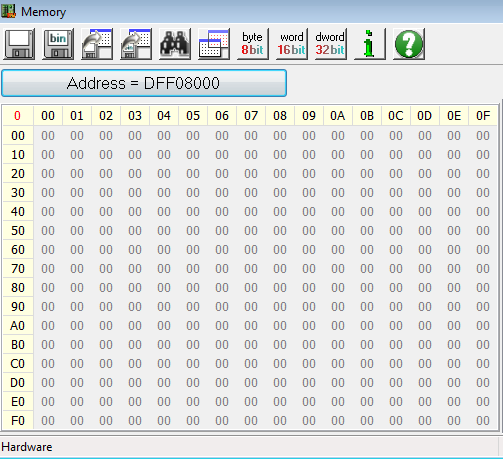 Memory
bin byte 8bit word 16bit dword 32bit i ?
Address = DFF08000
0 00 01 02 03 04 05 06 07 08 09 0A 0B 0C 0D 0E 0F
00 00 00 00 00 00 00 00 00 00 00 00 00 00 00 00 00
10 00 00 00 00 00 00 00 00 00 00 00 00 00 00 00 00
20 00 00 00 00 00 00 00 00 00 00 00 00 00 00 00 00
30 00 00 00 00 00 00 00 00 00 00 00 00 00 00 00 00
40 00 00 00 00 00 00 00 00 00 00 00 00 00 00 00 00
50 00 00 00 00 00 00 00 00 00 00 00 00 00 00 00 00
60 00 00 00 00 00 00 00 00 00 00 00 00 00 00 00 00
70 00 00 00 00 00 00 00 00 00 00 00 00 00 00 00 00
80 00 00 00 00 00 00 00 00 00 00 00 00 00 00 00 00
90 00 00 00 00 00 00 00 00 00 00 00 00 00 00 00 00
A0 00 00 00 00 00 00 00 00 00 00 00 00 00 00 00 00
B0 00 00 00 00 00 00 00 00 00 00 00 00 00 00 00 00
C0 00 00 00 00 00 00 00 00 00 00 00 00 00 00 00 00
D0 00 00 00 00 00 00 00 00 00 00 00 00 00 00 00 00
E0 00 00 00 00 00 00 00 00 00 00 00 00 00 00 00 00
F0 00 00 00 00 00 00 00 00 00 00 00 00 00 00 00 00
Hardware